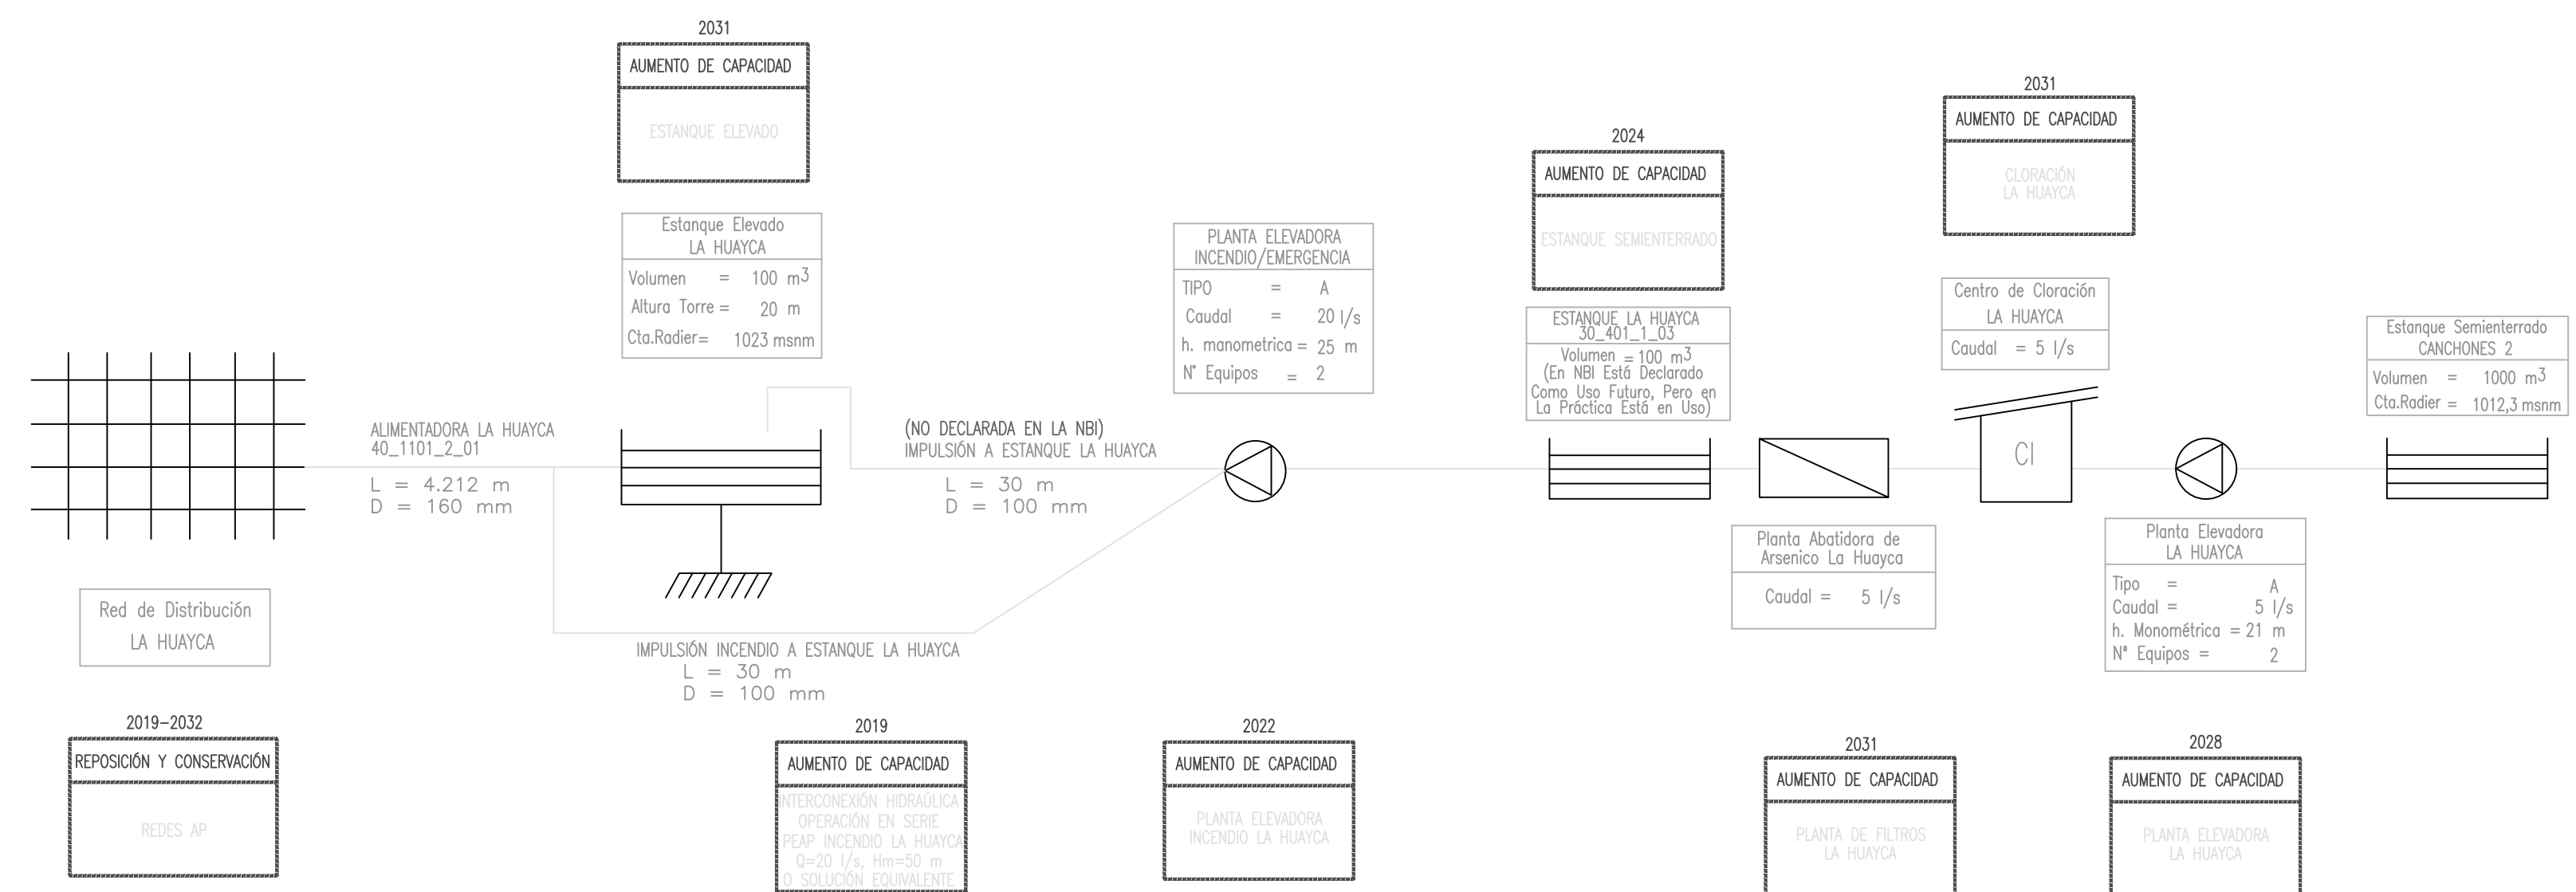 2031
AUMENTO DE CAPACIDAD
ESTANQUE ELEVADO
Estanque Elevado
LA HUAYCA
Volumen = 100 m3
Altura Torre = 20 m
Cta.Radier= 1023 msnm
2031
AUMENTO DE CAPACIDAD
CLORACIÓN
LA HUAYCA
2024
AUMENTO DE CAPACIDAD
ESTANQUE SEMIENTERRADO
PLANTA ELEVADORA
INCENDIO/EMERGENCIA
TIPO = A
Caudal = 20 l/s
h. manometrica = 25 m
N° Equipos = 2
ESTANQUE LA HUAYCA
30_401_1_03
Volumen = 100 m3
(En NBI Está Declarado
Como Uso Futuro, Pero en
La Práctica Está en Uso)
Centro de Cloración
LA HUAYCA
Caudal = 5 l/s
Estanque Semienterrado
CANCHONES 2
Volumen = 1000 m3
Cta.Radier = 1012,3 msnm
ALIMENTADORA LA HUAYCA
40_1101_2_01
L = 4.212 m
D = 160 mm
(NO DECLARADA EN LA NBI)
IMPULSIÓN A ESTANQUE LA HUAYCA
L = 30 m
D = 100 mm
Cl
Planta Abatidora de
Arsenico La Huayca
Caudal = 5 l/s
Planta Elevadora
LA HUAYCA
Tipo = A
Caudal = 5 l/s
h. Monométrica = 21 m
N° Equipos = 2
Red de Distribución
LA HUAYCA
IMPULSIÓN INCENDIO A ESTANQUE LA HUAYCA
L = 30 m
D = 100 mm
2019-2032
REPOSICIÓN Y CONSERVACIÓN
REDES AP
2019
AUMENTO DE CAPACIDAD
INTERCONEXIÓN HIDRAÚLICA
OPERACIÓN EN SERIE
PEAP INCENDIO LA HUAYCA
Q=20 l/s, Hm=50 m
O SOLUCIÓN EQUIVALENTE
2022
AUMENTO DE CAPACIDAD
PLANTA ELEVADORA
INCENDIO LA HUAYCA
2031
AUMENTO DE CAPACIDAD
PLANTA DE FILTROS
LA HUAYCA
2028
AUMENTO DE CAPACIDAD
PLANTA ELEVADORA
LA HUAYCA